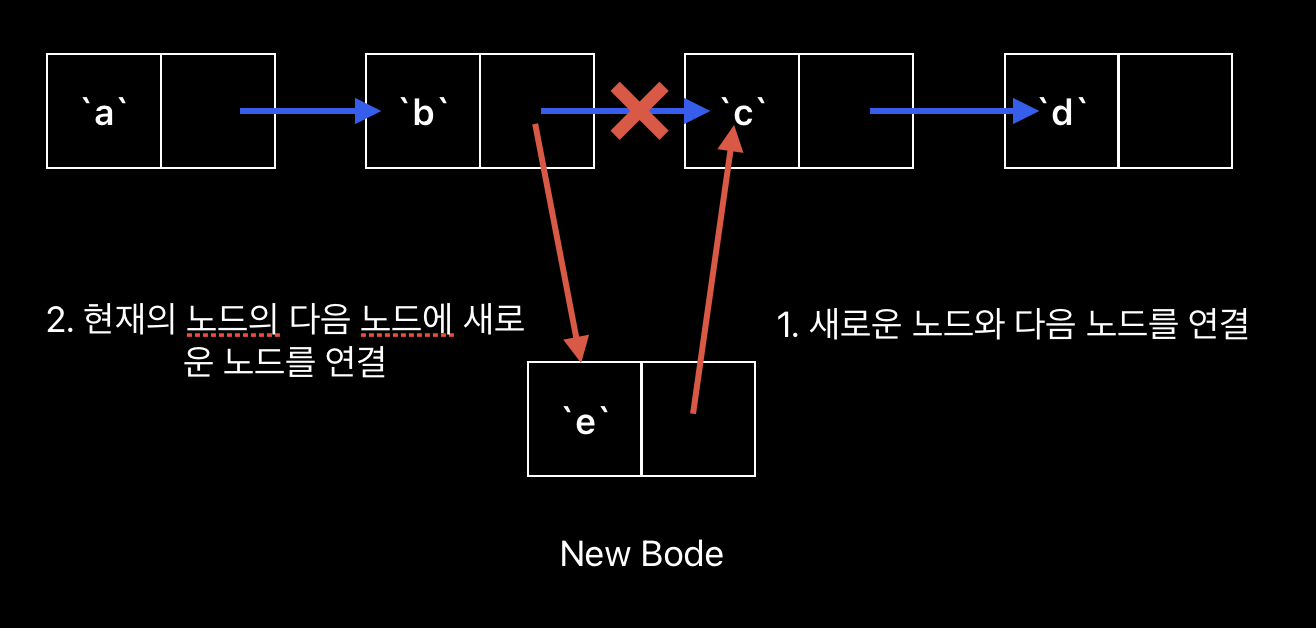 `a`
`b`
`c`
`d`
2. 현재의 노드의 다음 노드에 새로
운 노드를 연결
1. 새로운 노드와 다음 노드를 연결
`e`
New Bode